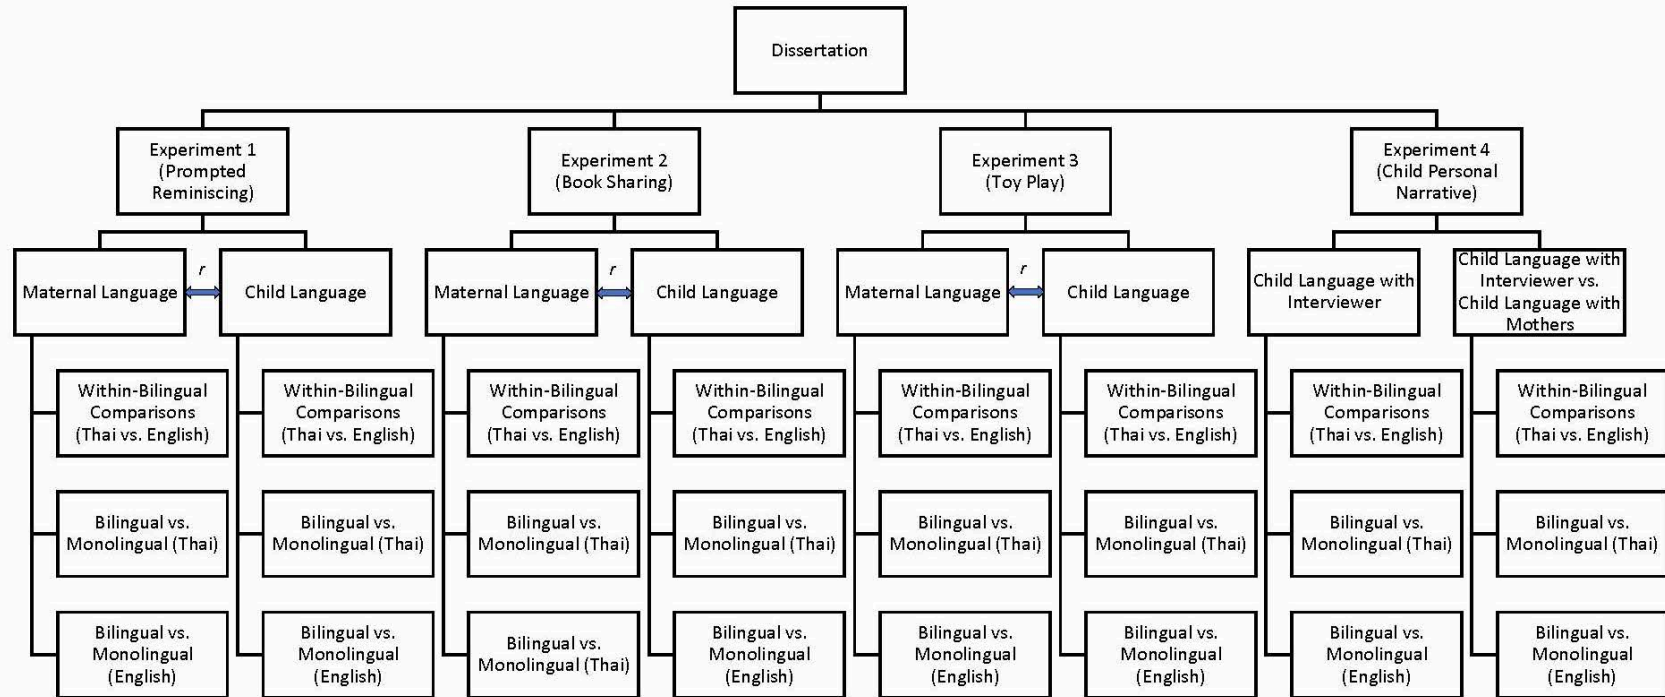 Dissertation
Experiment 1
(Prompted
Reminiscing)
Experiment 2
(Book Sharing)
Experiment 3
(Toy Play)
Experiment 4
(Child Personal
Narrative)
Maternal Language
r
Child Language
Maternal Language
r
Child Language
Maternal Language
r
Child Language
Child Language with
Interviewer
Child Language with
Interviewer vs.
Child Language with
Mothers
Within-Bilingual
Comparisons
(Thai vs. English)
Within-Bilingual
Comparisons
(Thai vs. English)
Within-Bilingual
Comparisons
(Thai vs. English)
Within-Bilingual
Comparisons
(Thai vs. English)
Within-Bilingual
Comparisons
(Thai vs. English)
Within-Bilingual
Comparisons
(Thai vs. English)
Within-Bilingual
Comparisons
(Thai vs. English)
Within-Bilingual
Comparisons
(Thai vs. English)
Bilingual vs.
Monolingual (Thai)
Bilingual vs.
Monolingual (Thai)
Bilingual vs.
Monolingual (Thai)
Bilingual vs.
Monolingual (Thai)
Bilingual vs.
Monolingual (Thai)
Bilingual vs.
Monolingual (Thai)
Bilingual vs.
Monolingual (Thai)
Bilingual vs.
Monolingual (Thai)
Bilingual vs.
Monolingual
(English)
Bilingual vs.
Monolingual
(English)
Bilingual vs.
Monolingual (Thai)
Bilingual vs.
Monolingual
(English)
Bilingual vs.
Monolingual
(English)
Bilingual vs.
Monolingual
(English)
Bilingual vs.
Monolingual
(English)
Bilingual vs.
Monolingual
(English)